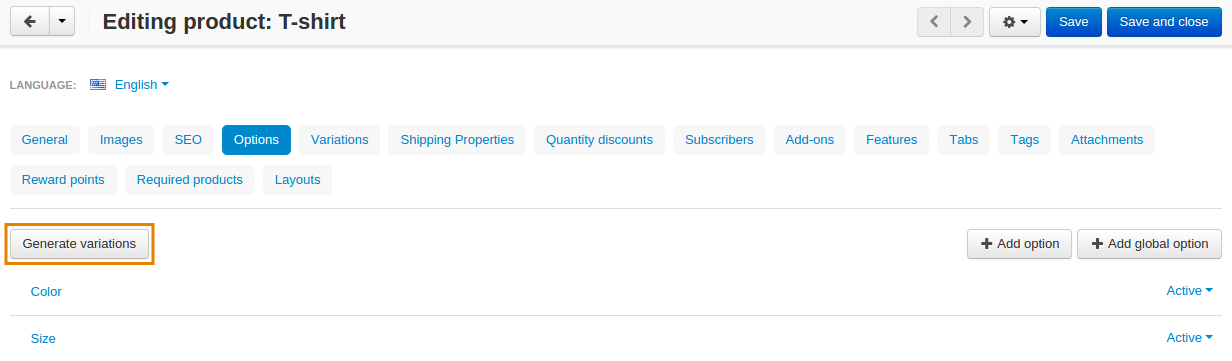 Editing product: T-shirt Save Save and close
LANGUAGE: English
General Images SEO Options Variations Shipping Properties Quantity discounts Subscribers Add-ons Features Tabs Tags Attachments
Reward points Required products Layouts
Generate variations Add option Add global option
Color Active
Size Active